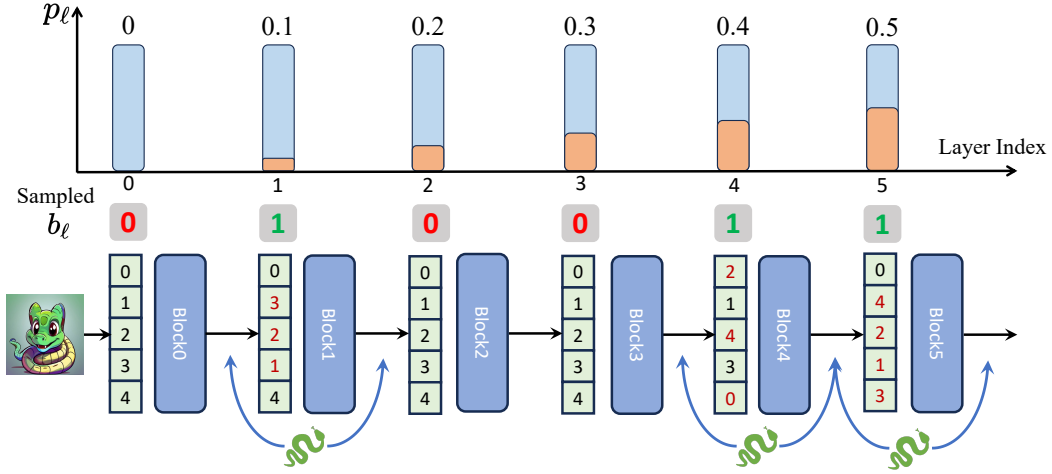 pℓ
0 0.1 0.2 0.3 0.4 0.5
Layer Index
0 1 2 3 4 5
Sampled
bℓ
0 1 0 0 1 1
0 0 0 0 2 0
1 3 1 1 1 4
2 2 2 2 4 2
3 1 3 3 3 1
4 4 4 4 0 3
Block0 Block1 Block2 Block3 Block4 Block5